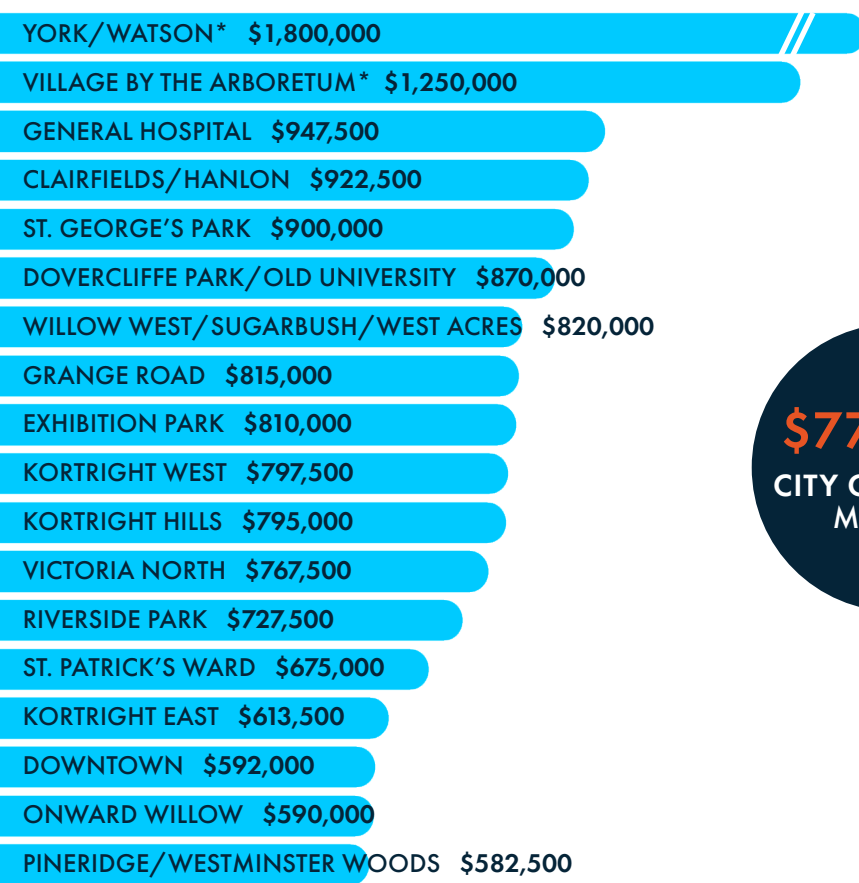 YORK/WATSON* $1,800,000
VILLAGE BY THE ARBORETUM* $1,250,000
GENERAL HOSPITAL $947,500
CLAIRFIELDS/HANLON $922,500
ST. GEORGE'S PARK $900,000
DOVERCLIFFE PARK/OLD UNIVERSITY $870,000
WILLOW WEST/SUGARBUSH/WEST ACRES $820,000
GRANGE ROAD $815,000
EXHIBITION PARK $810,000
KORTRIGHT WEST $797,500
KORTRIGHT HILLS $795,000
VICTORIA NORTH $767,500
RIVERSIDE PARK $727,500
ST. PATRICK'S WARD $675,000
KORTRIGHT EAST $613,500
DOWNTOWN $592,000
ONWARD WILLOW $590,000
PINERIDGE/WESTMINSTER WOODS $582,500
CITY